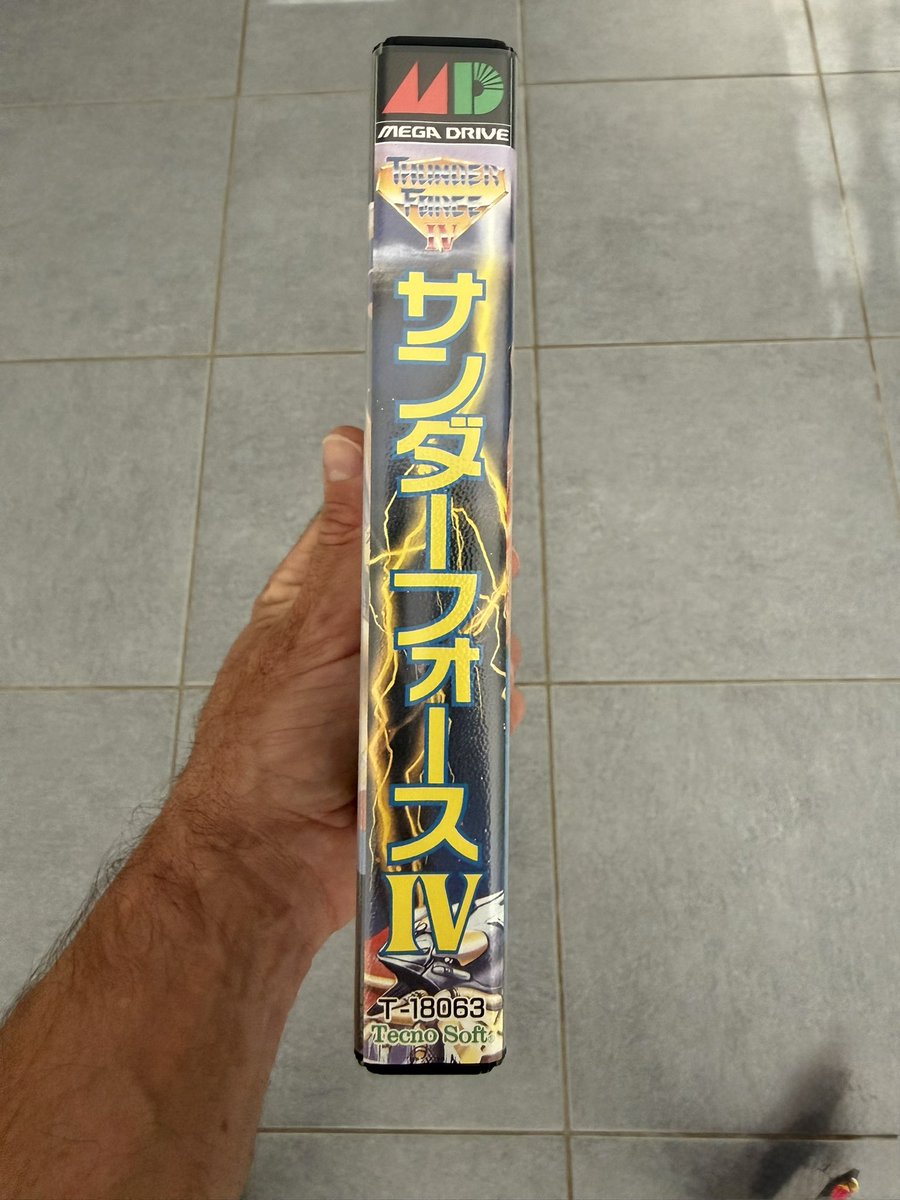 MD
MEGA DRIVE
THUNDER
FORCE
IV
サンダーフォースIV
T-18063
Tecno Soft